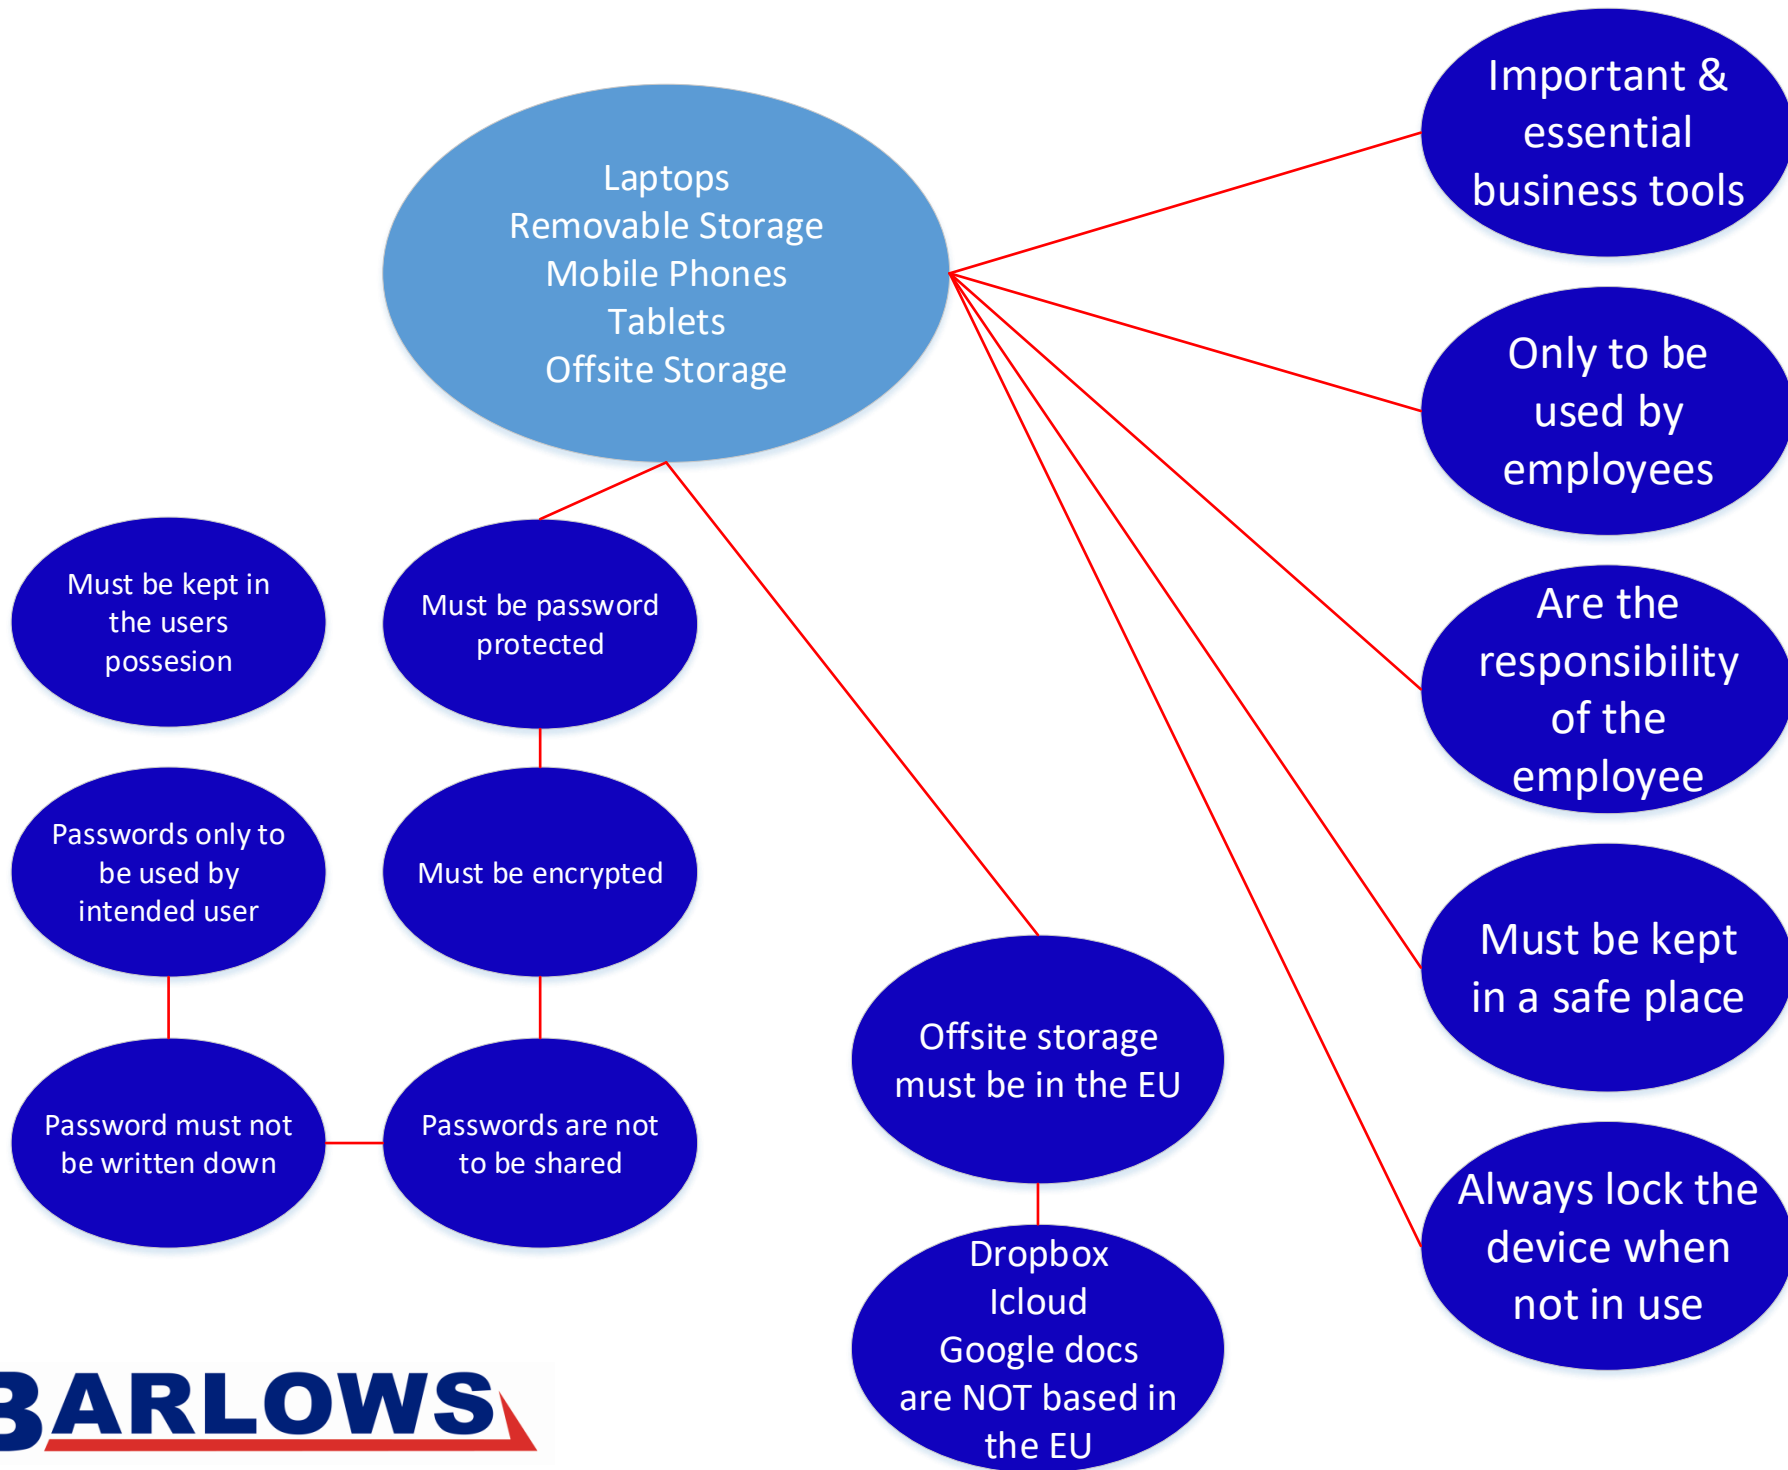 Laptops
Removable Storage
Mobile Phones
Tablets
Offsite Storage
Important &
essential
business tools
Only to be
used by
employees
Are the
responsibility
of the
employee
Must be kept
in a safe place
Always lock the
device when
not in use
Must be kept in
the users
possesion
Must be password
protected
Passwords only to
be used by
intended user
Must be encrypted
Password must not
be written down
Passwords are not
to be shared
Offsite storage
must be in the EU
Dropbox
Icloud
Google docs
are NOT based in
the EU
BARLOWS